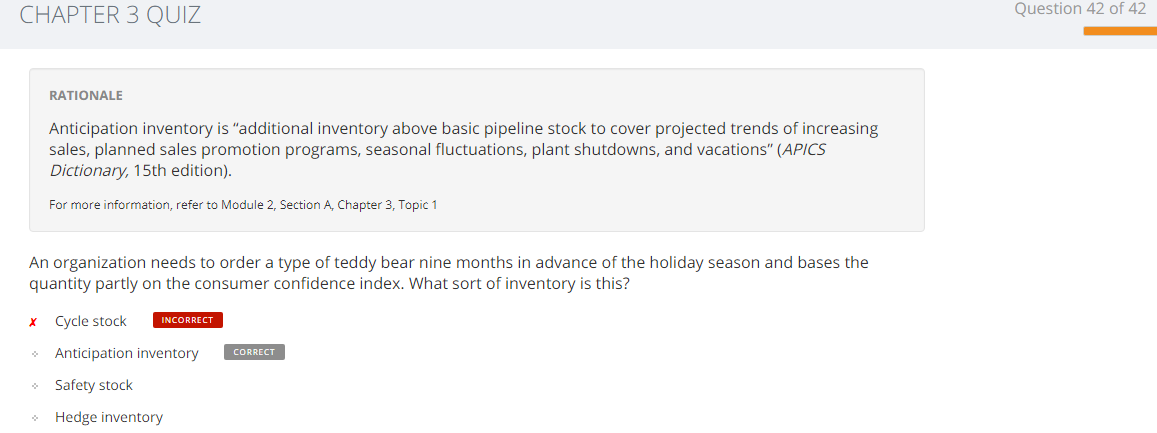 CHAPTER 3 QUIZ
Question 42 of 42
RATIONALE
Anticipation inventory is “additional inventory above basic pipeline stock to cover projected trends of increasing
sales, planned sales promotion programs, seasonal fluctuations, plant shutdowns, and vacations” (APICS
Dictionary, 15th edition).
For more information, refer to Module 2, Section A, Chapter 3, Topic 1
An organization needs to order a type of teddy bear nine months in advance of the holiday season and bases the
quantity partly on the consumer confidence index. What sort of inventory is this?
✗ Cycle stock INCORRECT
Anticipation inventory CORRECT
Safety stock
Hedge inventory